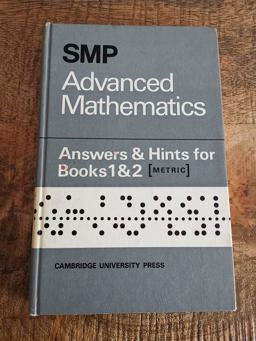 SMP
Advanced
Mathematics
Answers & Hints for
Books 1 & 2 [METRIC]
CAMBRIDGE UNIVERSITY PRESS